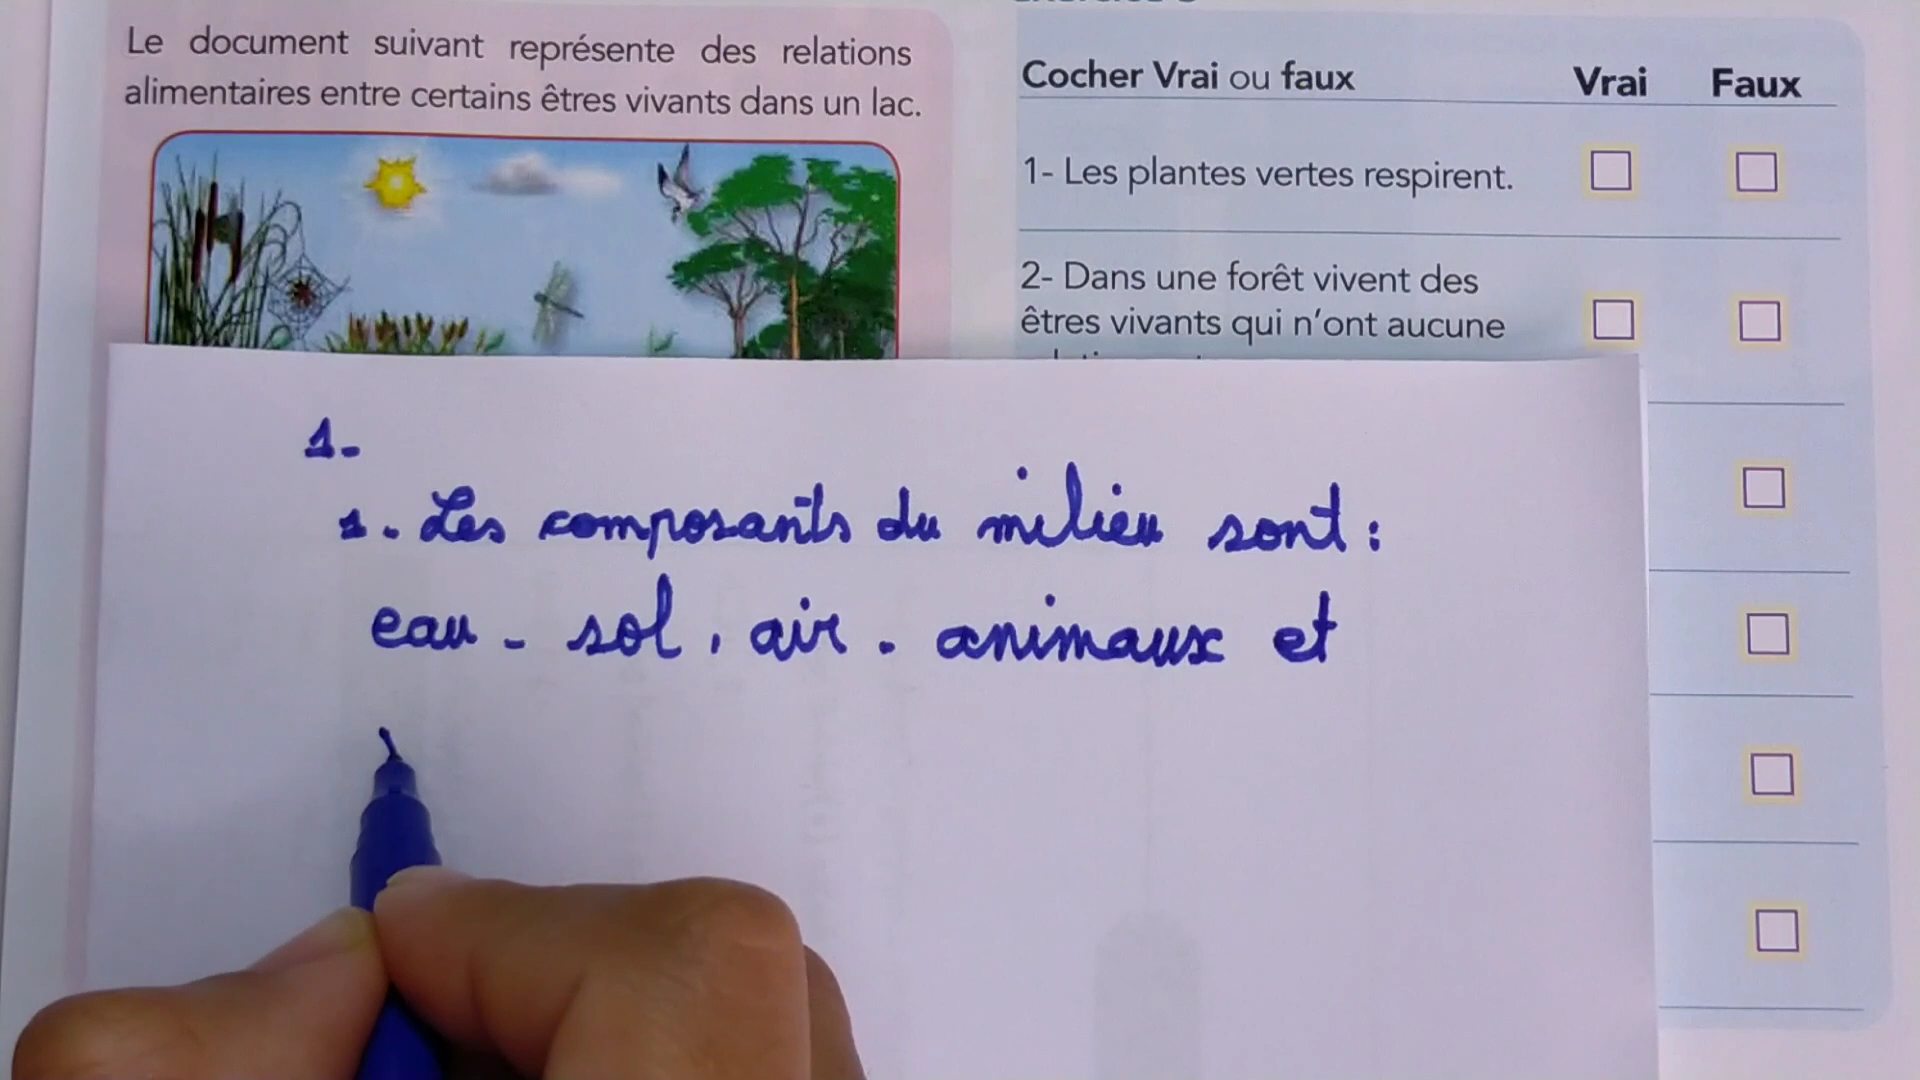 Le document suivant représente des relations
alimentaires entre certains êtres vivants dans un lac.
Cocher Vrai ou faux Vrai Faux
1- Les plantes vertes respirent.
2- Dans une forêt vivent des
êtres vivants qui n'ont aucune
1-
1. Les composants du milieu sont :
eau - sol, air. animaux et